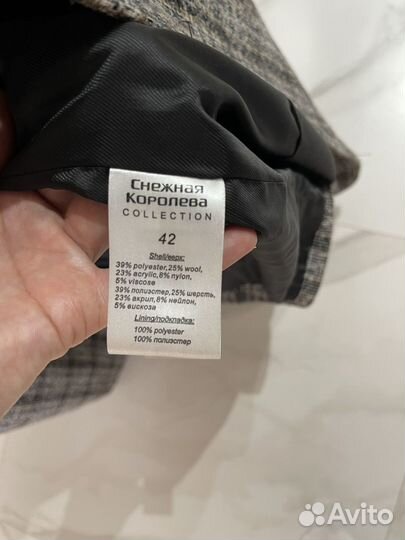 Снежная
Королева
COLLECTION
42
Shell/верх:
39% polyester, 25% wool,
23% acrylic, 8% nylon,
5% viscose
39% полиэстер, 25% шерсть,
23% акрил, 8% нейлон,
5% вискоза
Lining/подкладка:
100% polyester
100% полиэстер
Avito